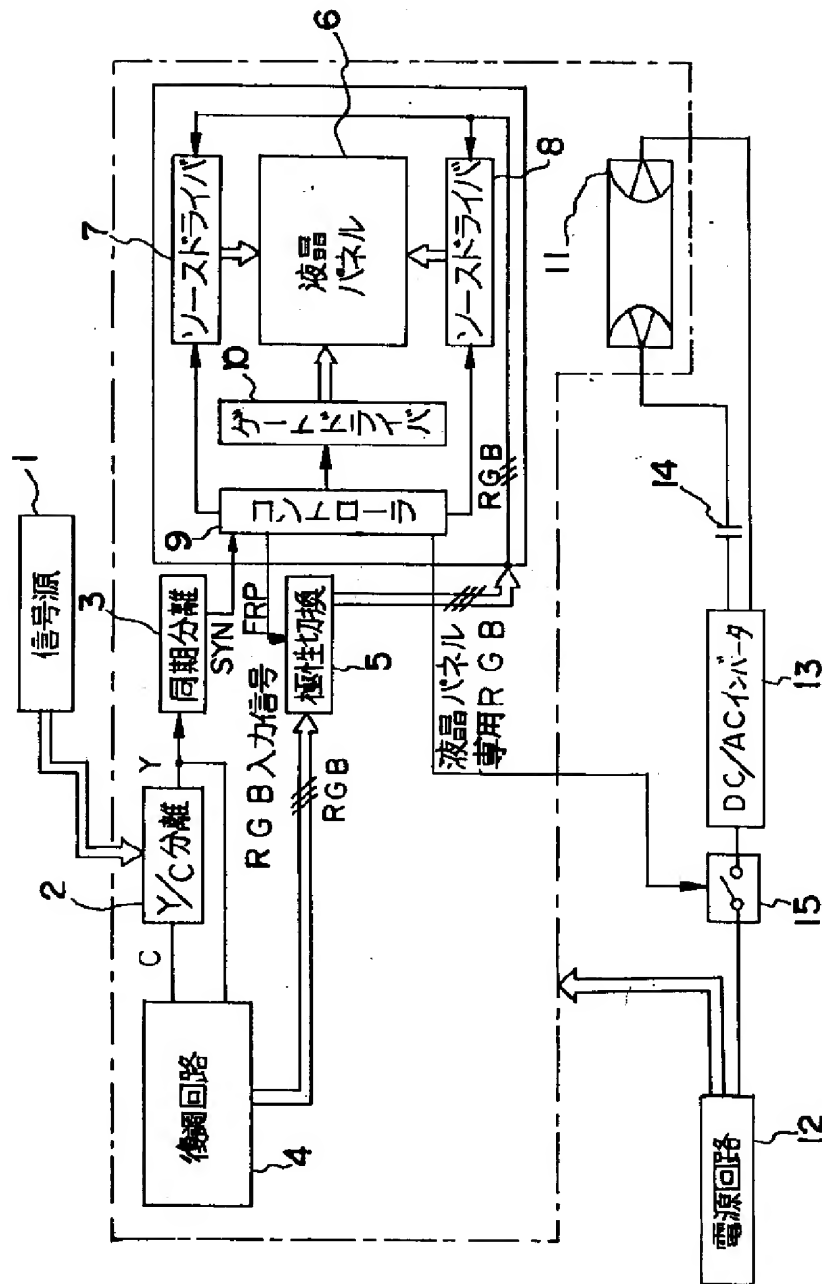 1
信号源
2
Y/C分離
C
Y
3
同期分離
SYN
4
復調回路
RGB入力信号
RGB
FRP
極性切換
5
液晶パネル
専用RGB
RGB
9
コントローラー
10
ゲートドライバ
7
ソースドライバ
液晶
パネル
6
ソースドライバ
8
11
12
電源回路
15
13
DC/ACインバータ
14